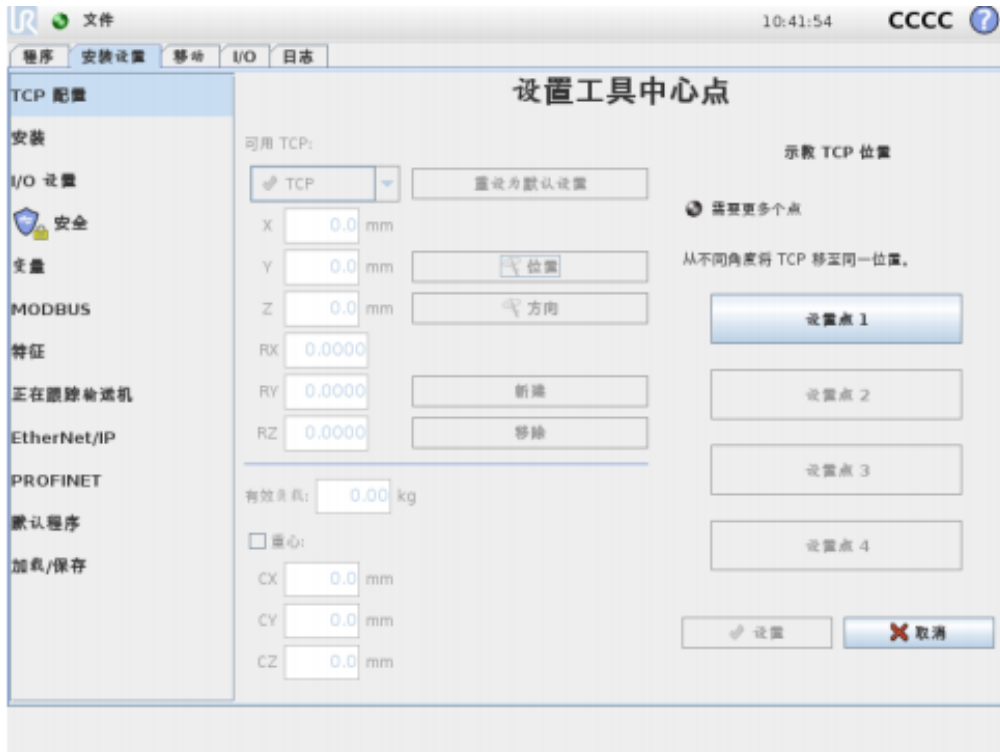 UR 文件 10:41:54 CCCC ?
程序 安装设置 移动 I/O 日志
TCP 配置
安装
I/O 设置
安全
变量
MODBUS
特征
正在跟踪输送机
EtherNet/IP
PROFINET
默认程序
加载/保存
设置工具中心点
可用 TCP:
TCP 重设为默认设置
X 0.0 mm
Y 0.0 mm 位置
Z 0.0 mm 方向
RX 0.0000
RY 0.0000 新建
RZ 0.0000 移除
有效负载: 0.00 kg
重心:
CX 0.0 mm
CY 0.0 mm
CZ 0.0 mm
示教 TCP 位置
需要更多个点
从不同角度将 TCP 移至同一位置。
设置点 1
设置点 2
设置点 3
设置点 4
设置 取消